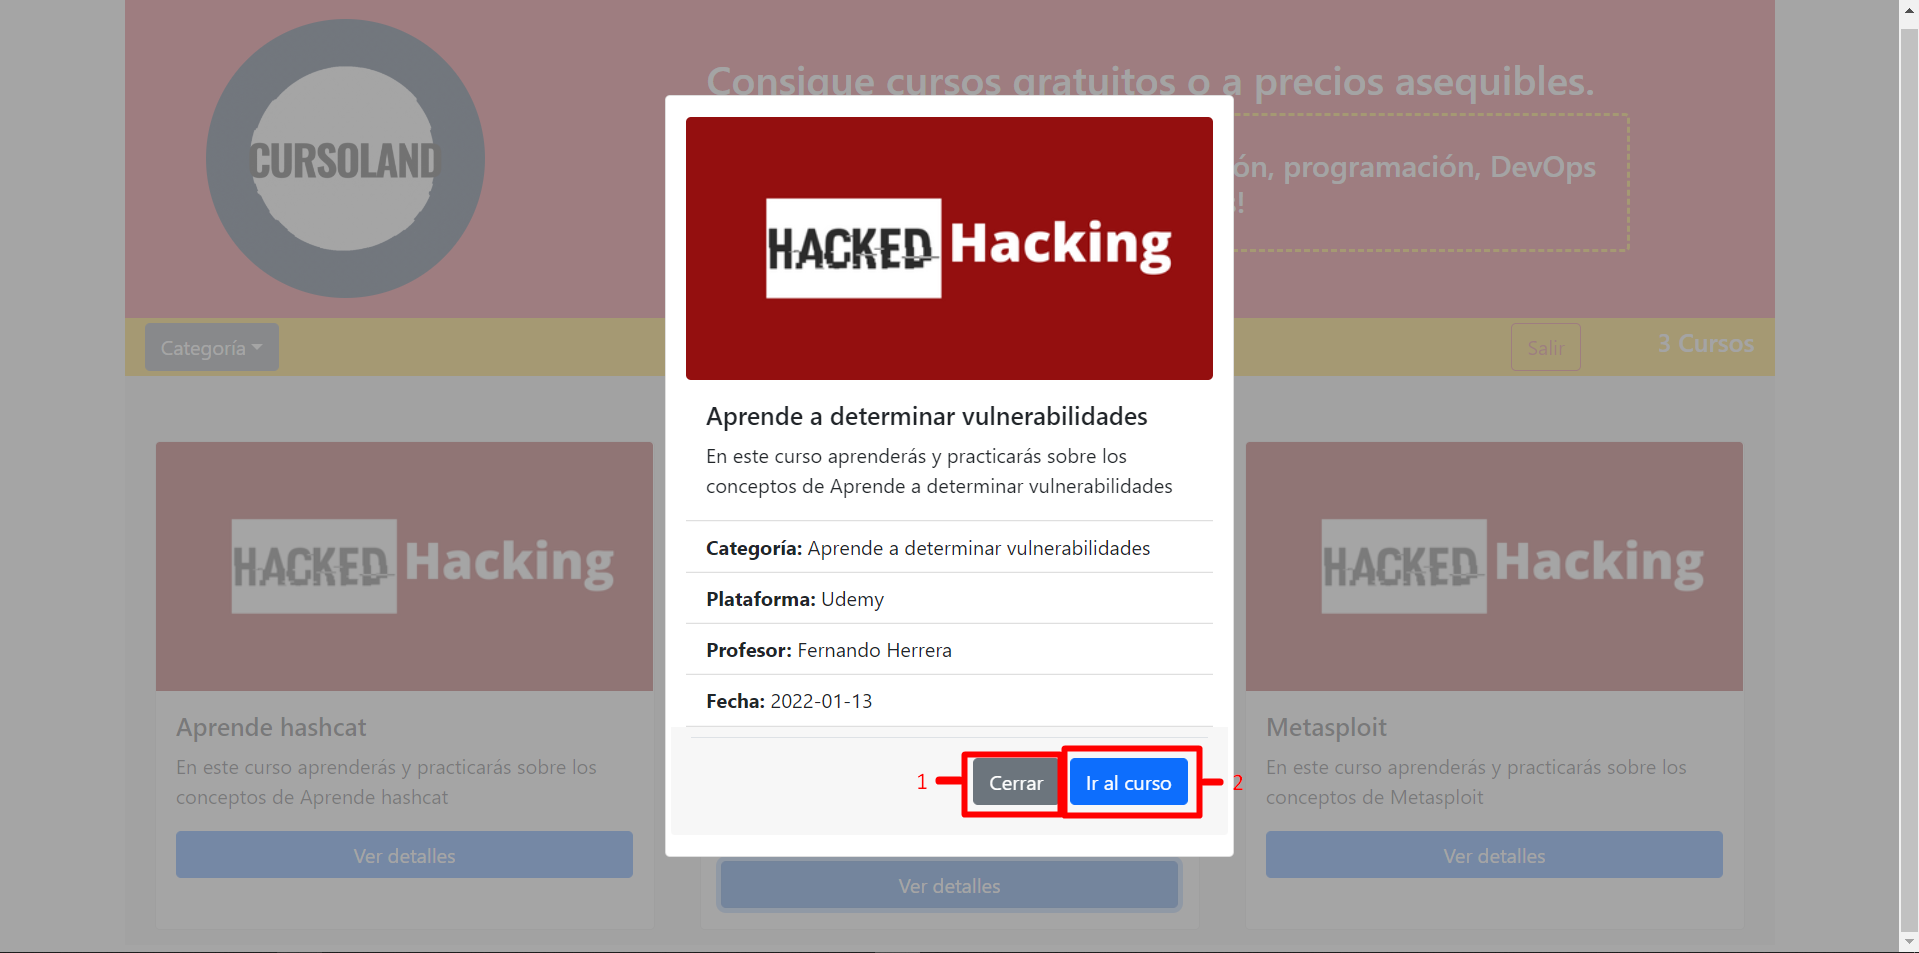 CURSOLAND
Consigue cursos gratuitos o a precios asequibles.
ón, programación, DevOps
!
Categoría
Salir
3 Cursos
HACKED Hacking
Aprende a determinar vulnerabilidades
En este curso aprenderás y practicarás sobre los
conceptos de Aprende a determinar vulnerabilidades
Categoría: Aprende a determinar vulnerabilidades
Plataforma: Udemy
Profesor: Fernando Herrera
Fecha: 2022-01-13
1
Cerrar
Ir al curso
2
HACKED Hacking
Aprende hashcat
En este curso aprenderás y practicarás sobre los
conceptos de Aprende hashcat
Ver detalles
Ver detalles
HACKED Hacking
Metasploit
En este curso aprenderás y practicarás sobre los
conceptos de Metasploit
Ver detalles